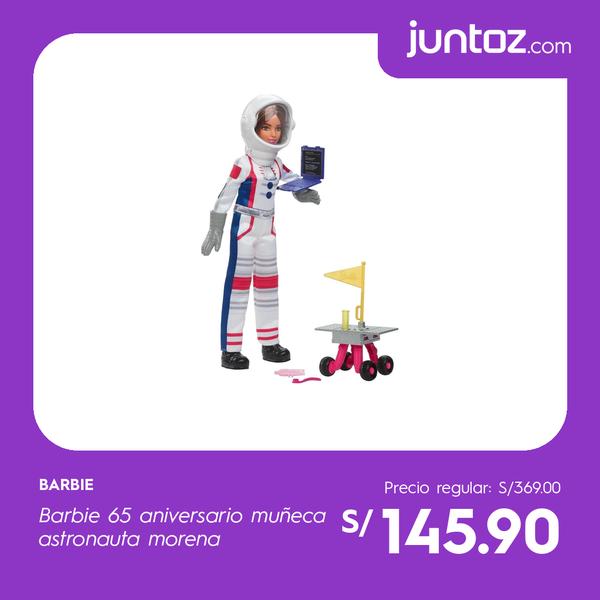 juntoz.com
BARBIE
Barbie 65 aniversario muñeca
astronauta morena
Precio regular: S/369.00
S/145.90